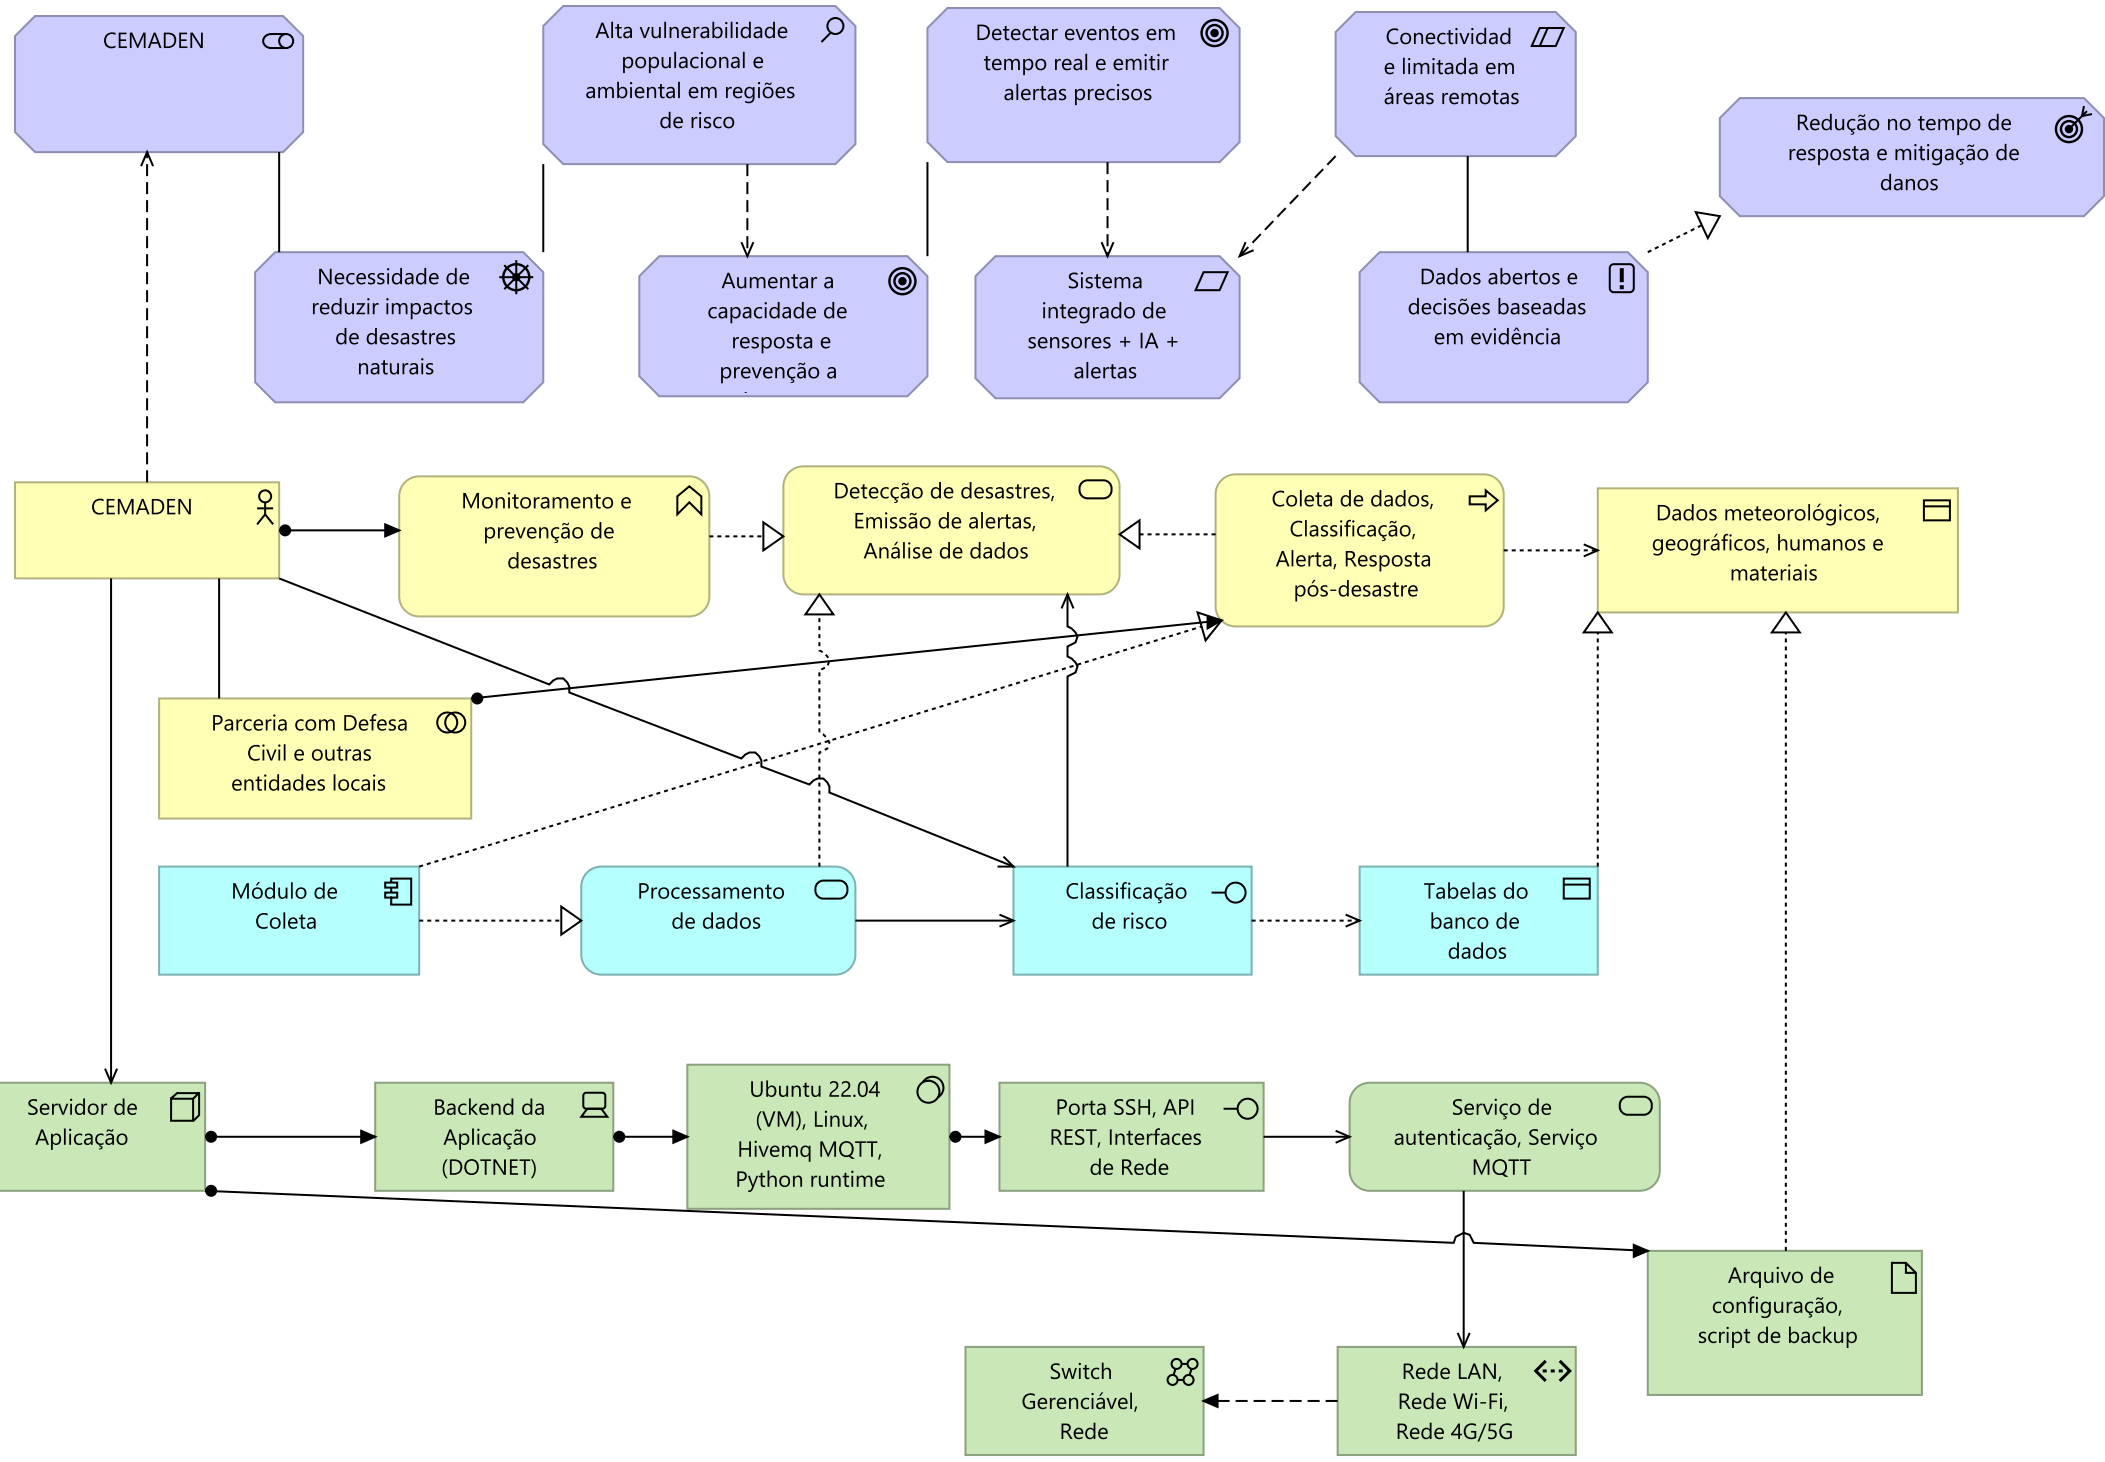 CEMADEN
Alta vulnerabilidade
populacional e
ambiental em regiões
de risco
Detectar eventos em
tempo real e emitir
alertas precisos
Conectividad
e limitada em
áreas remotas
Redução no tempo de
resposta e mitigação de
danos
Necessidade de
reduzir impactos
de desastres
naturais
Aumentar a
capacidade de
resposta e
prevenção a
Sistema
integrado de
sensores + IA +
alertas
Dados abertos e
decisões baseadas
em evidência
CEMADEN
Monitoramento e
prevenção de
desastres
Detecção de desastres,
Emissão de alertas,
Análise de dados
Coleta de dados,
Classificação,
Alerta, Resposta
pós-desastre
Dados meteorológicos,
geográficos, humanos e
materiais
Parceria com Defesa
Civil e outras
entidades locais
Módulo de
Coleta
Processamento
de dados
Classificação
de risco
Tabelas do
banco de
dados
Servidor de
Aplicação
Backend da
Aplicação
(DOTNET)
Ubuntu 22.04
(VM), Linux,
Hivemq MQTT,
Python runtime
Porta SSH, API
REST, Interfaces
de Rede
Serviço de
autenticação, Serviço
MQTT
Arquivo de
configuração,
script de backup
Switch
Gerenciável,
Rede
Rede LAN,
Rede Wi-Fi,
Rede 4G/5G